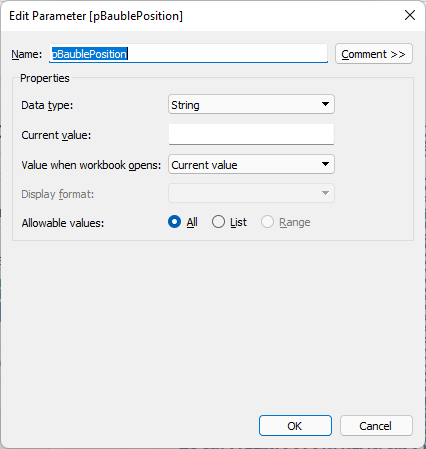 Edit Parameter [pBaublePosition]
Name: pBaublePosition Comment >>
Properties
Data type: String
Current value:
Value when workbook opens: Current value
Display format:
Allowable values: All List Range
OK Cancel